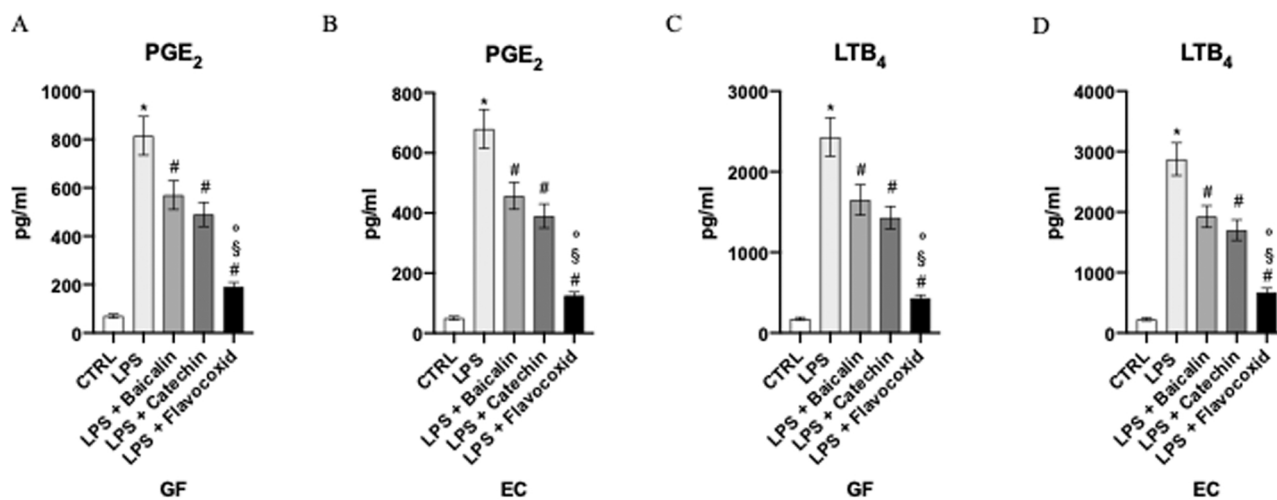 A
PGE₂
1000
800
600
400
200
0
pg/ml
*
#
#
°
§
#
CTRL
LPS
LPS + Baicalin
LPS + Catechin
LPS + Flavocoxid
GF
B
PGE₂
800
600
400
200
0
pg/ml
*
#
#
°
§
#
CTRL
LPS
LPS + Baicalin
LPS + Catechin
LPS + Flavocoxid
EC
C
LTB₄
3000
2000
1000
0
pg/ml
*
#
#
°
§
#
CTRL
LPS
LPS + Baicalin
LPS + Catechin
LPS + Flavocoxid
GF
D
LTB₄
4000
3000
2000
1000
0
pg/ml
*
#
#
°
§
#
CTRL
LPS
LPS + Baicalin
LPS + Catechin
LPS + Flavocoxid
EC